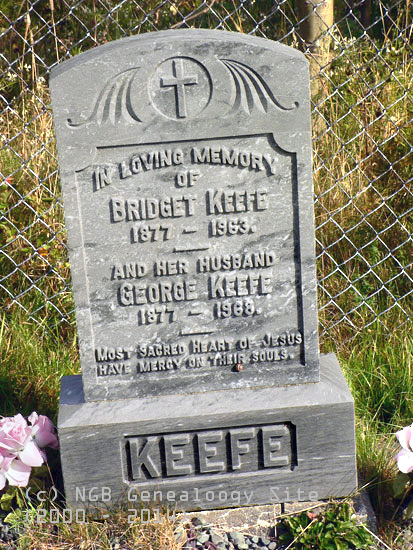 IN LOVING MEMORY
OF
BRIDGET KEEFE
1877 - 1963.
AND HER HUSBAND
GEORGE KEEFE
1877 - 1968.
MOST SACRED HEART OF JESUS
HAVE MERCY ON THEIR SOULS.
KEEFE
(c) NGB Genealoogy Site